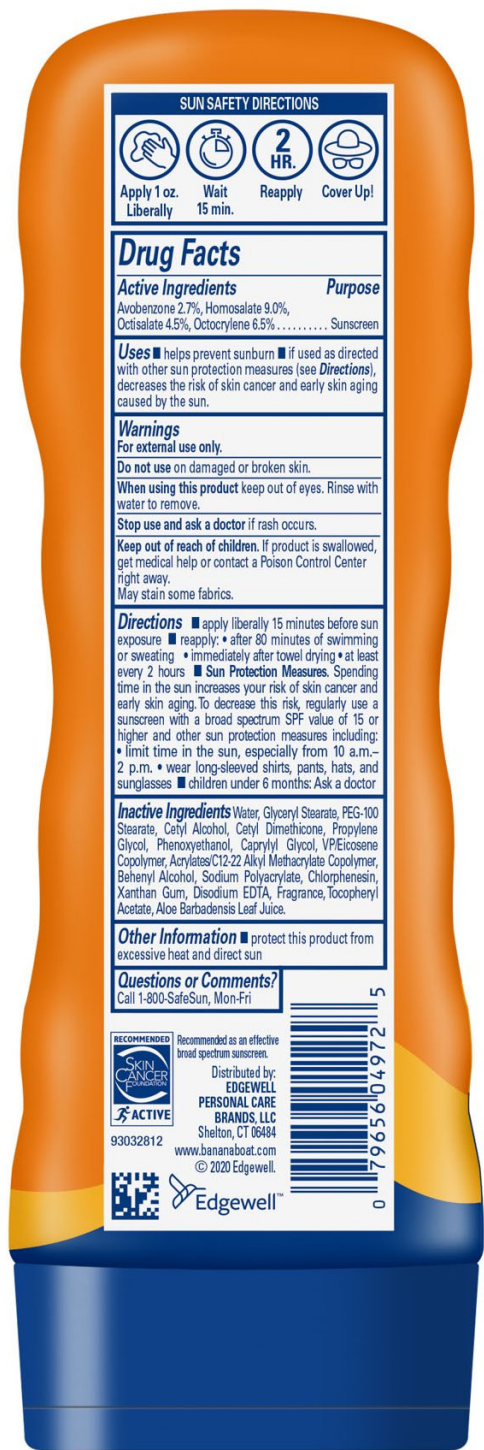 SUN SAFETY DIRECTIONS
Apply 1 oz. Liberally
Wait 15 min.
2 HR.
Reapply
Cover Up!
Drug Facts
Active Ingredients Purpose
Avobenzone 2.7%, Homosalate 9.0%,
Octisalate 4.5%, Octocrylene 6.5% . . . . . . . . . . Sunscreen
Uses ■ helps prevent sunburn ■ if used as directed
with other sun protection measures (see Directions),
decreases the risk of skin cancer and early skin aging
caused by the sun.
Warnings
For external use only.
Do not use on damaged or broken skin.
When using this product keep out of eyes. Rinse with
water to remove.
Stop use and ask a doctor if rash occurs.
Keep out of reach of children. If product is swallowed,
get medical help or contact a Poison Control Center
right away.
May stain some fabrics.
Directions ■ apply liberally 15 minutes before sun
exposure ■ reapply: • after 80 minutes of swimming
or sweating • immediately after towel drying • at least
every 2 hours ■ Sun Protection Measures. Spending
time in the sun increases your risk of skin cancer and
early skin aging. To decrease this risk, regularly use a
sunscreen with a broad spectrum SPF value of 15 or
higher and other sun protection measures including:
• limit time in the sun, especially from 10 a.m.–
2 p.m. • wear long-sleeved shirts, pants, hats, and
sunglasses ■ children under 6 months: Ask a doctor
Inactive Ingredients Water, Glyceryl Stearate, PEG-100
Stearate, Cetyl Alcohol, Cetyl Dimethicone, Propylene
Glycol, Phenoxyethanol, Caprylyl Glycol, VP/Eicosene
Copolymer, Acrylates/C12-22 Alkyl Methacrylate Copolymer,
Behenyl Alcohol, Sodium Polyacrylate, Chlorphenesin,
Xanthan Gum, Disodium EDTA, Fragrance, Tocopheryl
Acetate, Aloe Barbadensis Leaf Juice.
Other Information ■ protect this product from
excessive heat and direct sun
Questions or Comments?
Call 1-800-SafeSun, Mon-Fri
RECOMMENDED
SKIN
CANCER
FOUNDATION
ACTIVE
93032812
Recommended as an effective
broad spectrum sunscreen.
Distributed by:
EDGEWELL
PERSONAL CARE
BRANDS, LLC
Shelton, CT 06484
www.bananaboat.com
© 2020 Edgewell.
Edgewell™
0 79656 04972 5